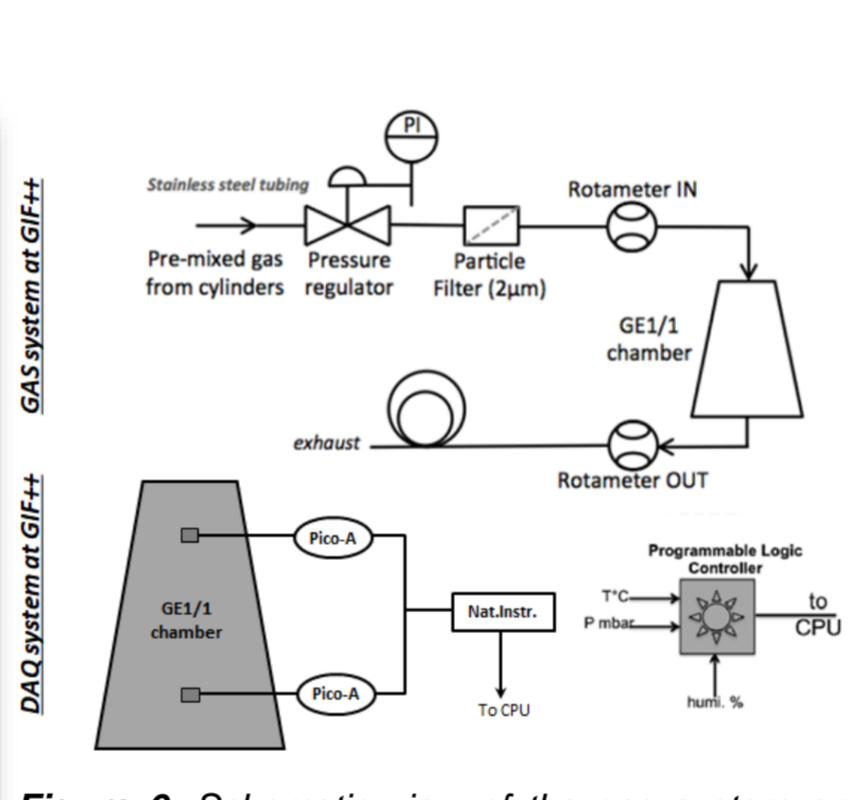 GAS system at GIF++
PI
Stainless steel tubing
Rotameter IN
Pre-mixed gas
from cylinders
Pressure
regulator
Particle
Filter (2μm)
GE1/1
chamber
exhaust
Rotameter OUT
DAQ system at GIF++
Pico-A
GE1/1
chamber
Nat.Instr.
Pico-A
To CPU
Programmable Logic
Controller
T°C
P mbar
to
CPU
humi. %